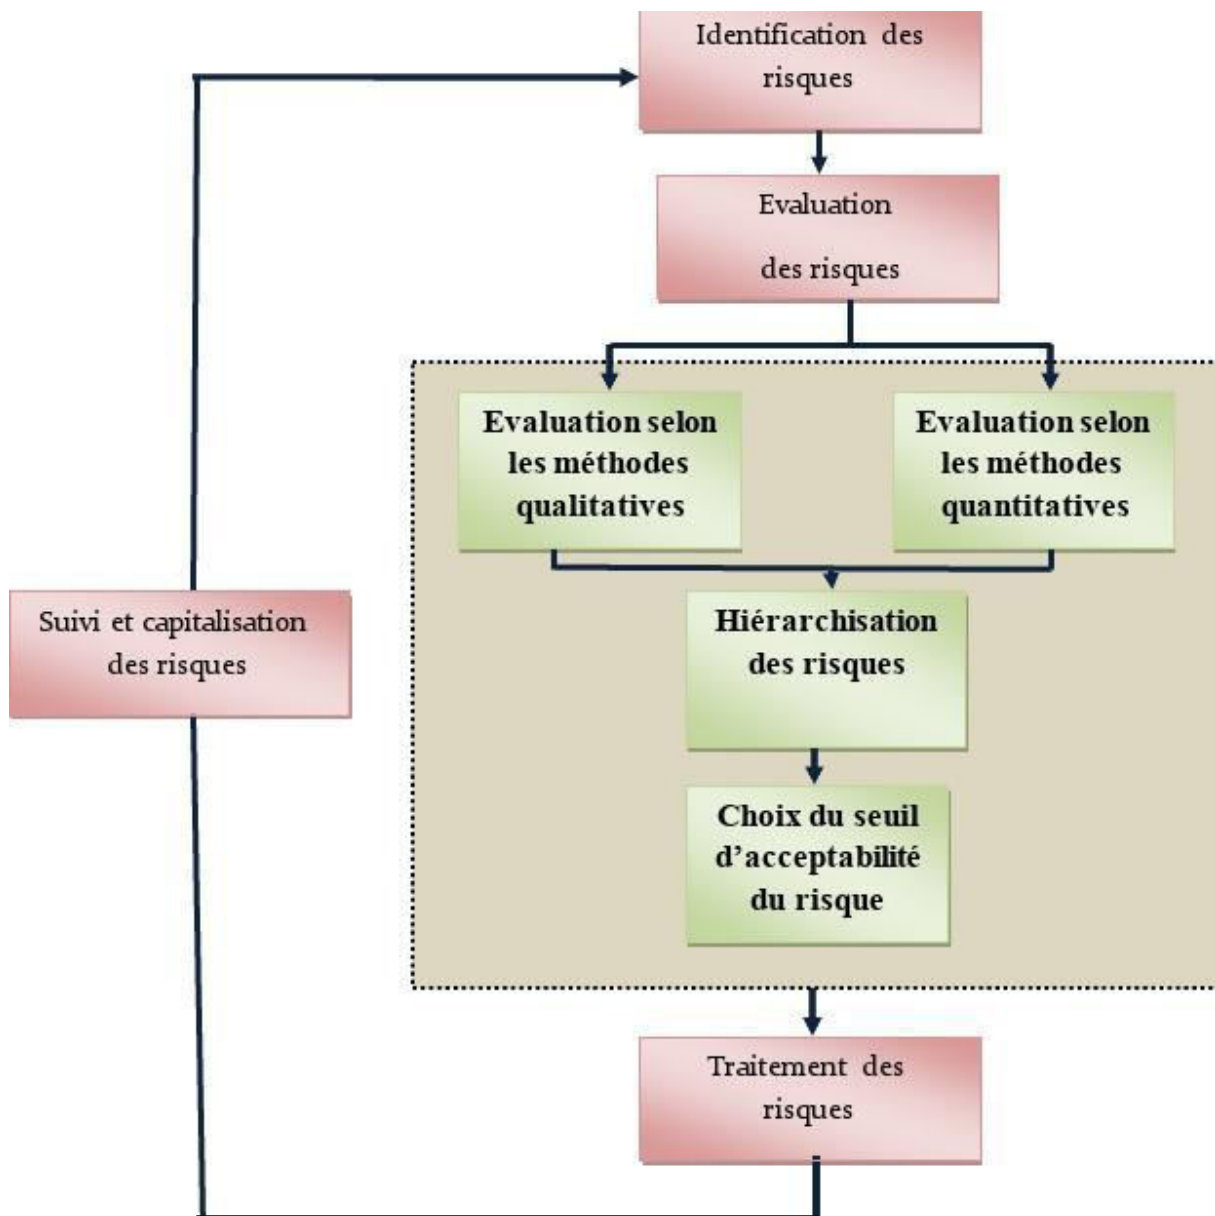 Identification des
risques
Evaluation
des risques
Evaluation selon
les méthodes
qualitatives
Evaluation selon
les méthodes
quantitatives
Suivi et capitalisation
des risques
Hiérarchisation
des risques
Choix du seuil
d’acceptabilité
du risque
Traitement des
risques